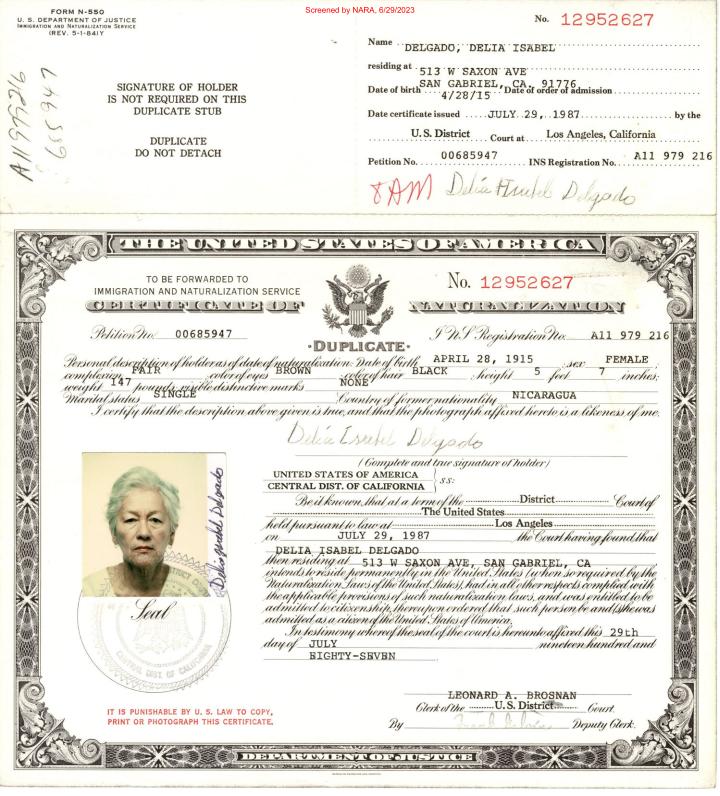 Screened by NARA, 6/29/2023
FORM N-550
U. S. DEPARTMENT OF JUSTICE
IMMIGRATION AND NATURALIZATION SERVICE
(REV. 5-1-84)Y
No. 12952627
Name DELGADO, DELIA ISABEL
residing at 513 W SAXON AVE
SAN GABRIEL, CA. 91776
Date of birth 4/28/15 Date of order of admission
Date certificate issued JULY 29, 1987 by the
U.S. District Court at Los Angeles, California
Petition No. 00685947 INS Registration No. A11 979 216
8AM Delia Isabel Delgado
A11979216
685947
SIGNATURE OF HOLDER
IS NOT REQUIRED ON THIS
DUPLICATE STUB
DUPLICATE
DO NOT DETACH
THE UNITED STATES OF AMERICA
TO BE FORWARDED TO
IMMIGRATION AND NATURALIZATION SERVICE
No. 12952627
CERTIFICATE OF NATURALIZATION
Petition No. 00685947
I N S Registration No. A11 979 216
·DUPLICATE·
Personal description of holder as of date of naturalization: Date of birth APRIL 28, 1915 sex FEMALE
complexion FAIR color of eyes BROWN color of hair BLACK height 5 feet 7 inches,
weight 147 pounds, visible distinctive marks NONE
Marital status SINGLE Country of former nationality NICARAGUA
I certify that the description above given is true, and that the photograph affixed hereto is a likeness of me.
Delia Isabel Delgado
(Complete and true signature of holder)
Delia Isabel Delgado
UNITED STATES OF AMERICA
CENTRAL DIST. OF CALIFORNIA
ss:
Be it known, that at a term of the District Court of
The United States
held pursuant to law at Los Angeles
on JULY 29, 1987 the Court having found that
DELIA ISABEL DELGADO
then residing at 513 W SAXON AVE, SAN GABRIEL, CA
intends to reside permanently in the United States (when so required by the
Naturalization Laws of the United States), had in all other respects complied with
the applicable provisions of such naturalization laws, and was entitled to be
admitted to citizenship, thereupon ordered that such person be and (s)he was
admitted as a citizen of the United States of America.
In testimony whereof the seal of the court is hereunto affixed this 29th
day of JULY nineteen hundred and
EIGHTY-SEVEN
Seal
CENTRAL DIST. OF CALIFORNIA
LEONARD A. BROSNAN
Clerk of the U.S. District Court.
By Deputy Clerk.
IT IS PUNISHABLE BY U. S. LAW TO COPY,
PRINT OR PHOTOGRAPH THIS CERTIFICATE.
DEPARTMENT OF JUSTICE